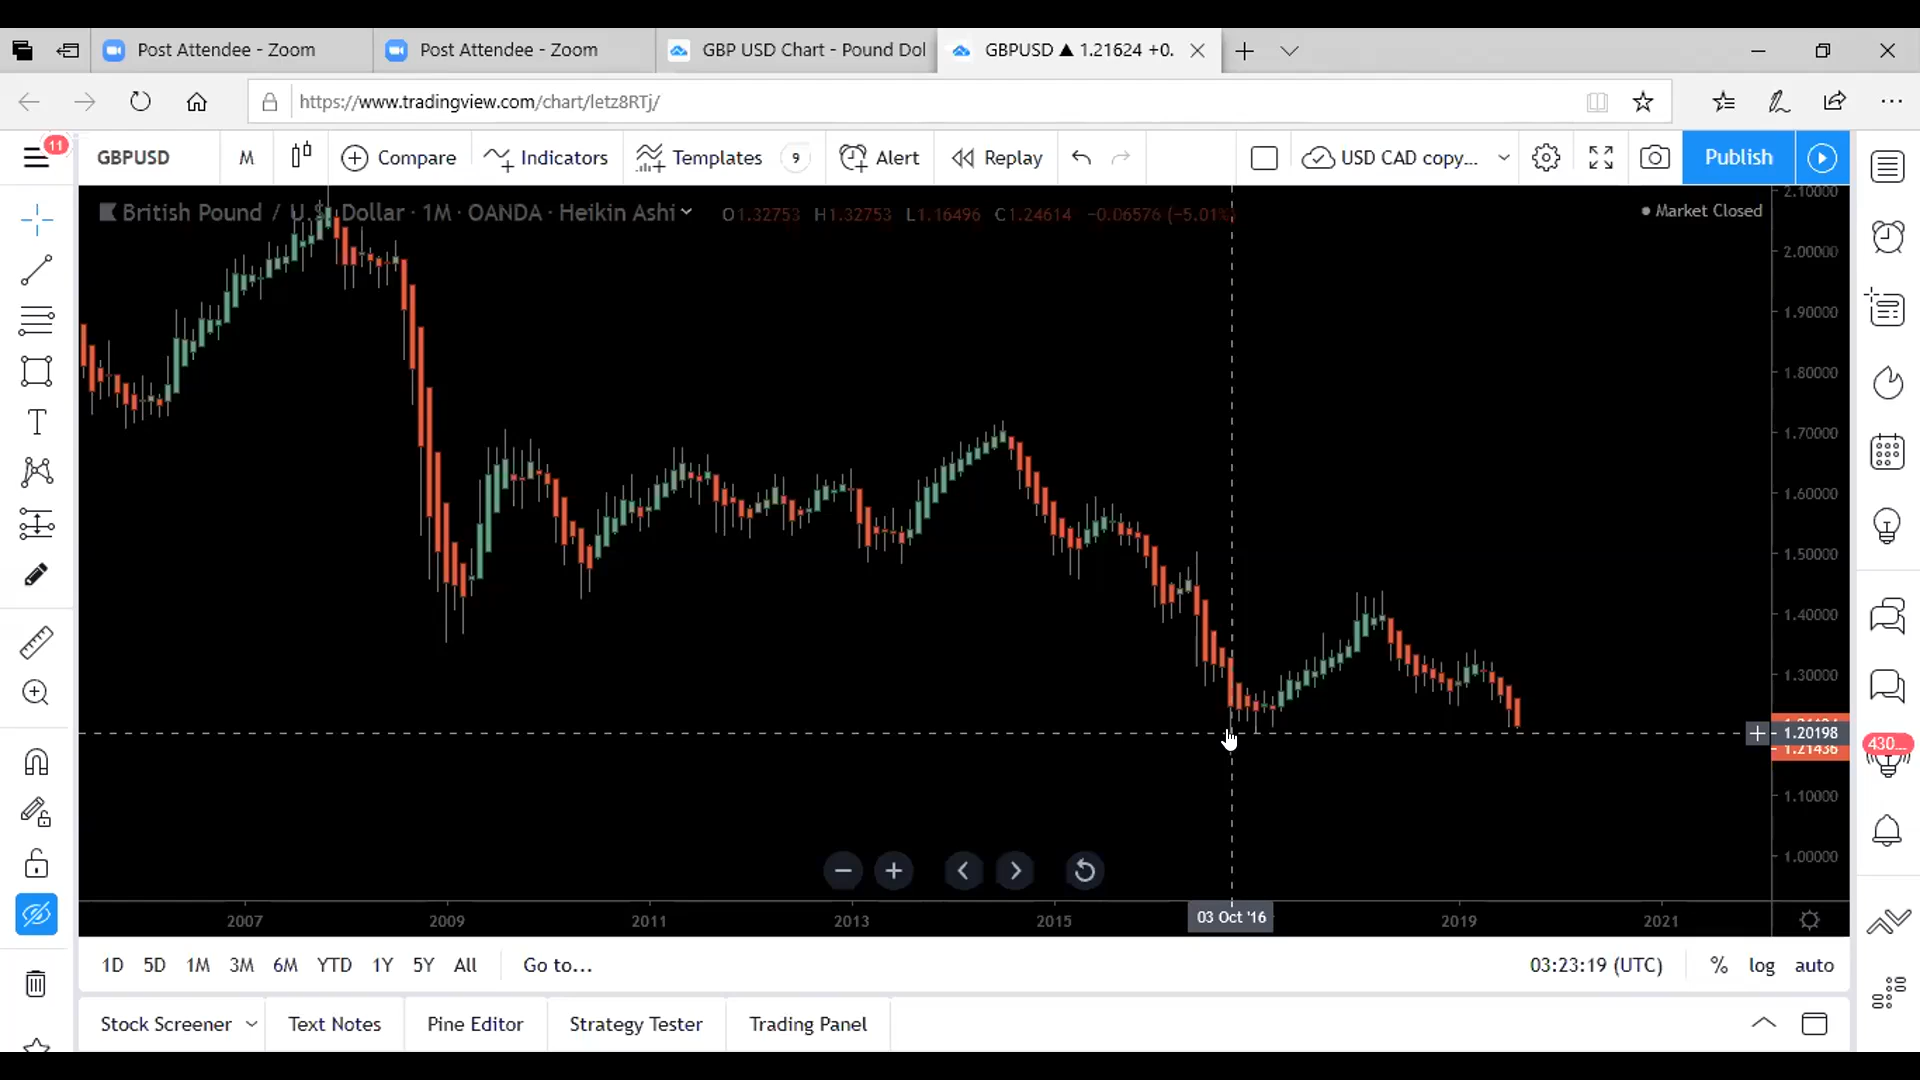 Post Attendee - Zoom
Post Attendee - Zoom
GBP USD Chart - Pound Dol
GBPUSD ▲ 1.21624 +0.
https://www.tradingview.com/chart/letz8RTj/
11
GBPUSD
M
Compare
Indicators
Templates
9
Alert
Replay
USD CAD copy...
Publish
British Pound / U.S. Dollar · 1M · OANDA · Heikin Ashi
O1.32753 H1.32753 L1.16496 C1.24614 −0.06576 (−5.01%)
Market Closed
2.10000
2.00000
1.90000
1.80000
1.70000
1.60000
1.50000
1.40000
1.30000
1.20198
1.21436
430...
1.10000
1.00000
2007 2009 2011 2013 2015 03 Oct '16 2019 2021
1D 5D 1M 3M 6M YTD 1Y 5Y All Go to...
03:23:19 (UTC) % log auto
Stock Screener Text Notes Pine Editor Strategy Tester Trading Panel